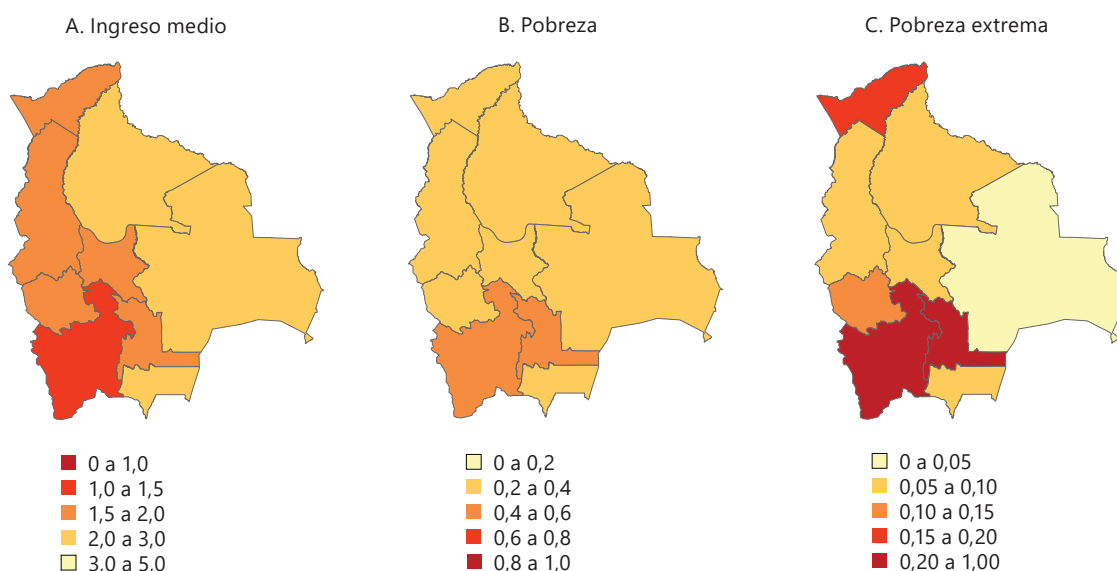 A. Ingreso medio
B. Pobreza
C. Pobreza extrema
0 a 1,0
1,0 a 1,5
1,5 a 2,0
2,0 a 3,0
3,0 a 5,0
0 a 0,2
0,2 a 0,4
0,4 a 0,6
0,6 a 0,8
0,8 a 1,0
0 a 0,05
0,05 a 0,10
0,10 a 0,15
0,15 a 0,20
0,20 a 1,00